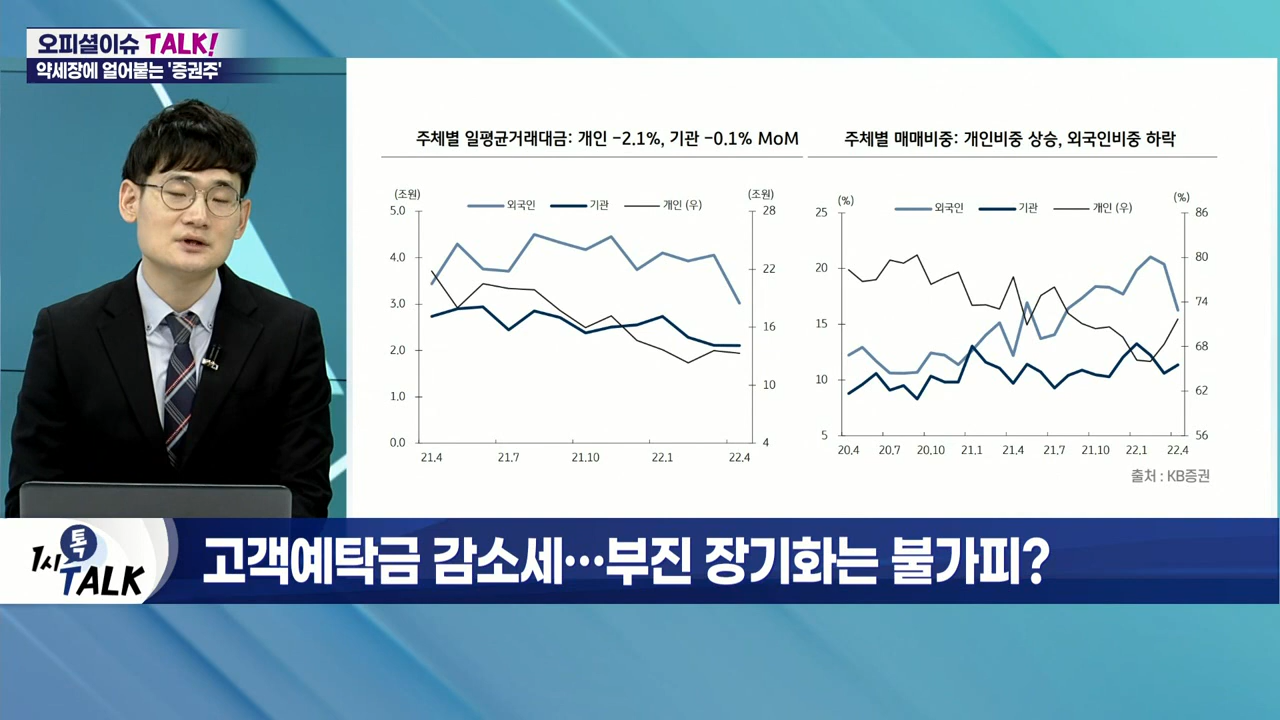 오피셜이슈 TALK!
약세장에 얼어붙는 '증권주'
주체별 일평균거래대금: 개인 -2.1%, 기관 -0.1% MoM
(조원) (조원)
외국인 기관 개인 (우)
5.0 28
4.0 22
3.0
16
2.0
10
1.0
0.0 4
21.4 21.7 21.10 22.1 22.4
주체별 매매비중: 개인비중 상승, 외국인비중 하락
(%) (%)
외국인 기관 개인 (우)
25 86
80
20
74
15
68
10
62
5 56
20.4 20.7 20.10 21.1 21.4 21.7 21.10 22.1 22.4
출처 : KB증권
1시톡
TALK
고객예탁금 감소세…부진 장기화는 불가피?